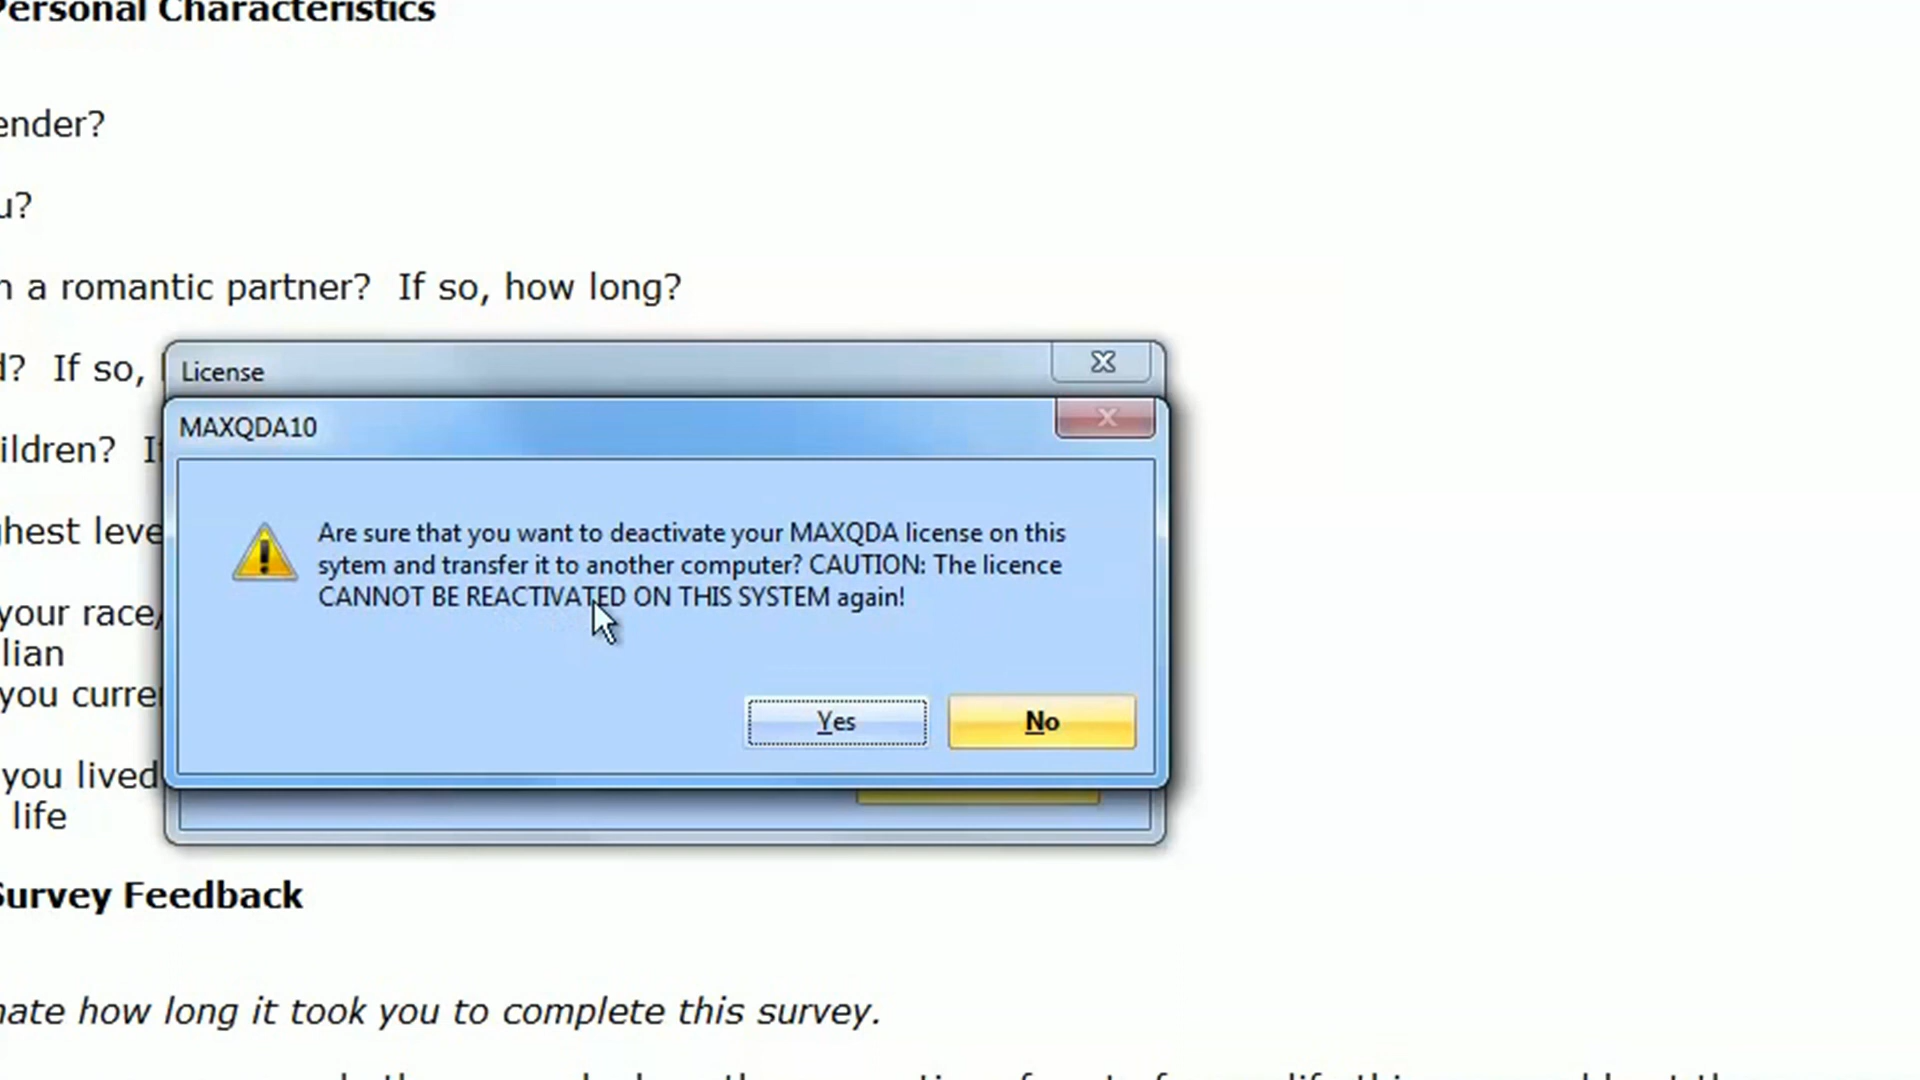 Personal Characteristics
ender?
u?
n a romantic partner? If so, how long?
d? If so,
License
MAXQDA10
ildren? I
Are sure that you want to deactivate your MAXQDA license on this
sytem and transfer it to another computer? CAUTION: The licence
CANNOT BE REACTIVATED ON THIS SYSTEM again!
ghest leve
your race/
lian
you curre
Yes
No
you lived
life
Survey Feedback
nate how long it took you to complete this survey.